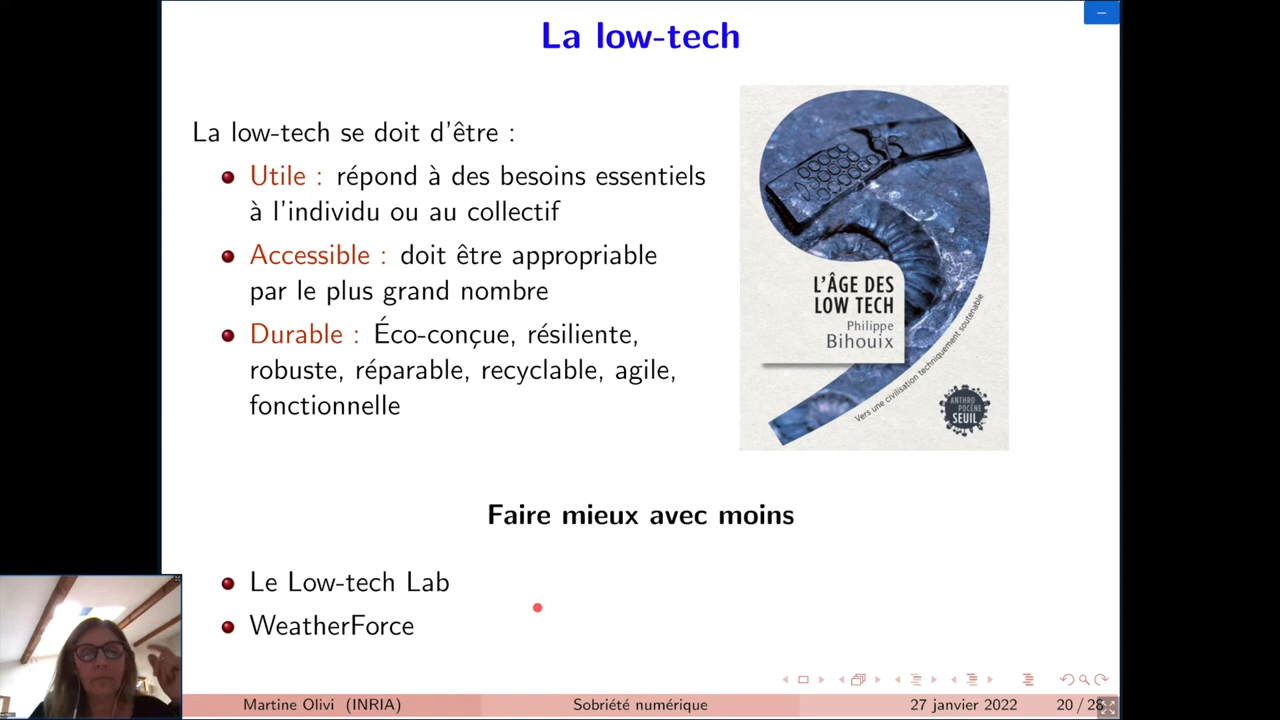 La low-tech
La low-tech se doit d'être :
Utile : répond à des besoins essentiels
à l'individu ou au collectif
Accessible : doit être appropriable
par le plus grand nombre
Durable : Éco-conçue, résiliente,
robuste, réparable, recyclable, agile,
fonctionnelle
L'ÂGE DES
LOW TECH
Philippe
Bihouix
Vers une civilisation techniquement soutenable
ANTHRO
POCÈNE
SEUIL
Faire mieux avec moins
Le Low-tech Lab
WeatherForce
Martine Olivi (INRIA) Sobriété numérique 27 janvier 2022 20 / 28